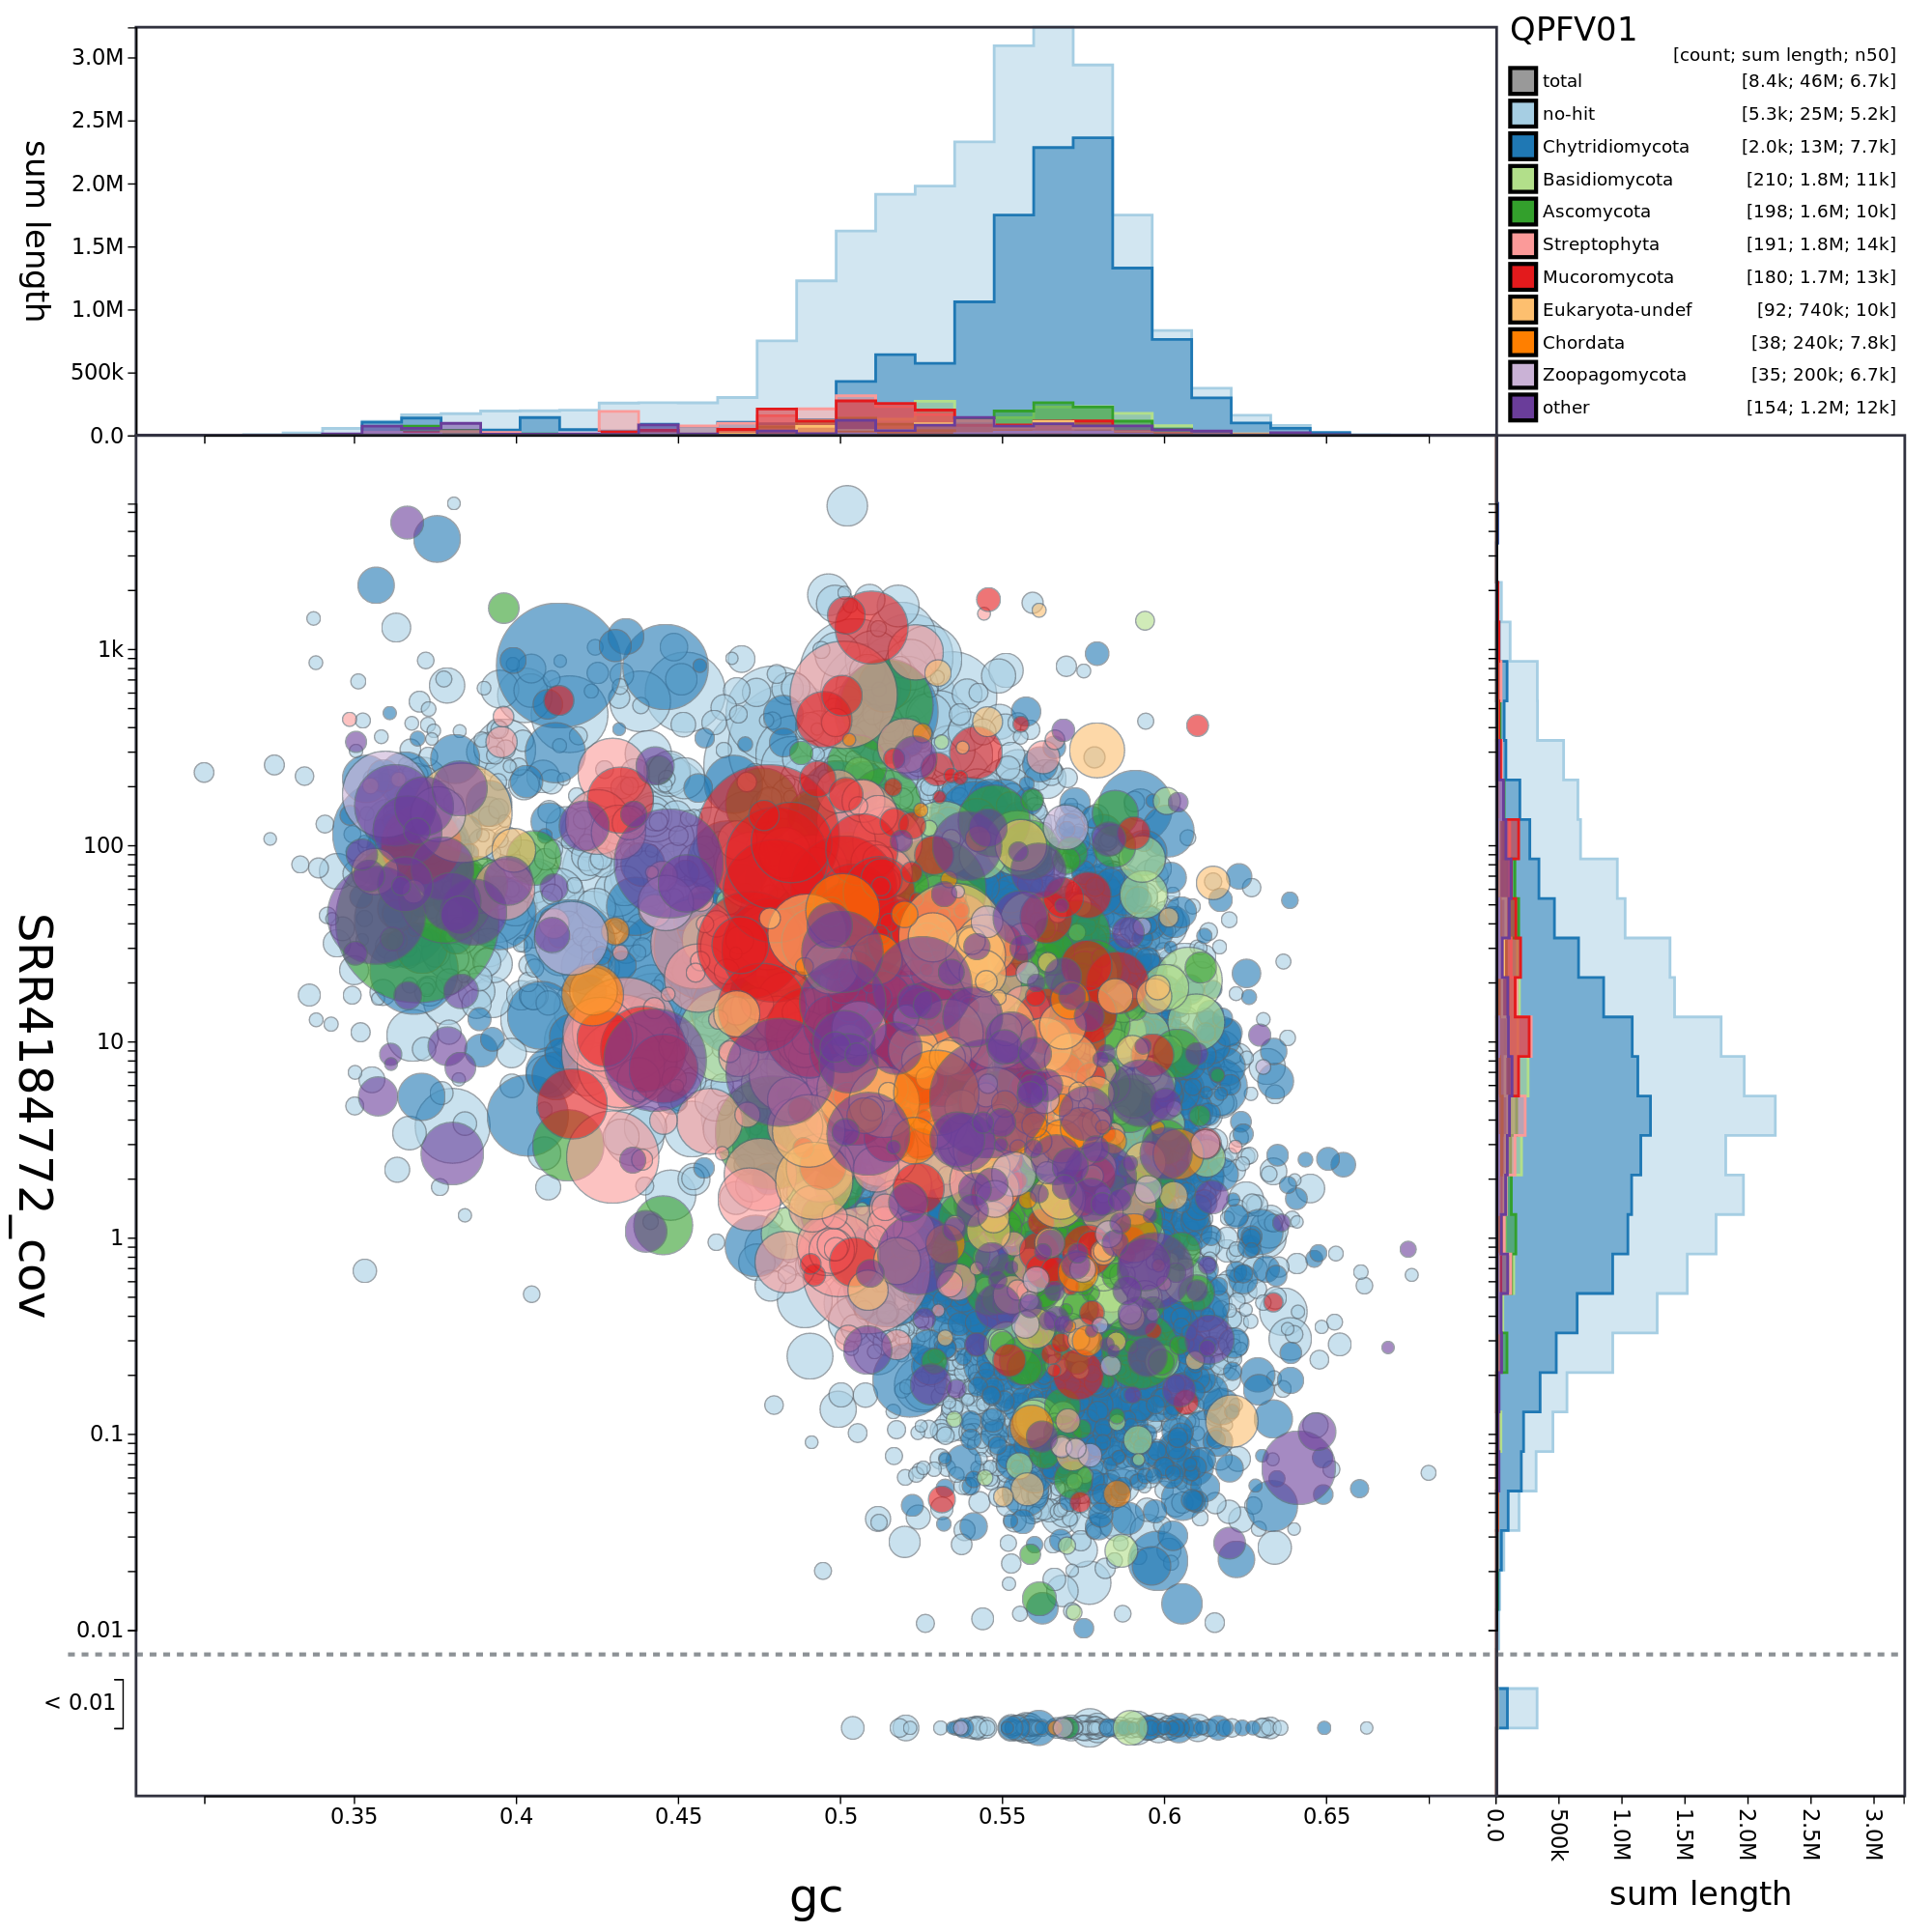 QPFV01
[count; sum length; n50]
total [8.4k; 46M; 6.7k]
no-hit [5.3k; 25M; 5.2k]
Chytridiomycota [2.0k; 13M; 7.7k]
Basidiomycota [210; 1.8M; 11k]
Ascomycota [198; 1.6M; 10k]
Streptophyta [191; 1.8M; 14k]
Mucoromycota [180; 1.7M; 13k]
Eukaryota-undef [92; 740k; 10k]
Chordata [38; 240k; 7.8k]
Zoopagomycota [35; 200k; 6.7k]
other [154; 1.2M; 12k]
sum length
3.0M
2.5M
2.0M
1.5M
1.0M
500k
0.0
SRR4184772_cov
1k
100
10
1
0.1
0.01
< 0.01
0.35 0.4 0.45 0.5 0.55 0.6 0.65
gc
0.0 500k 1.0M 1.5M 2.0M 2.5M 3.0M
sum length